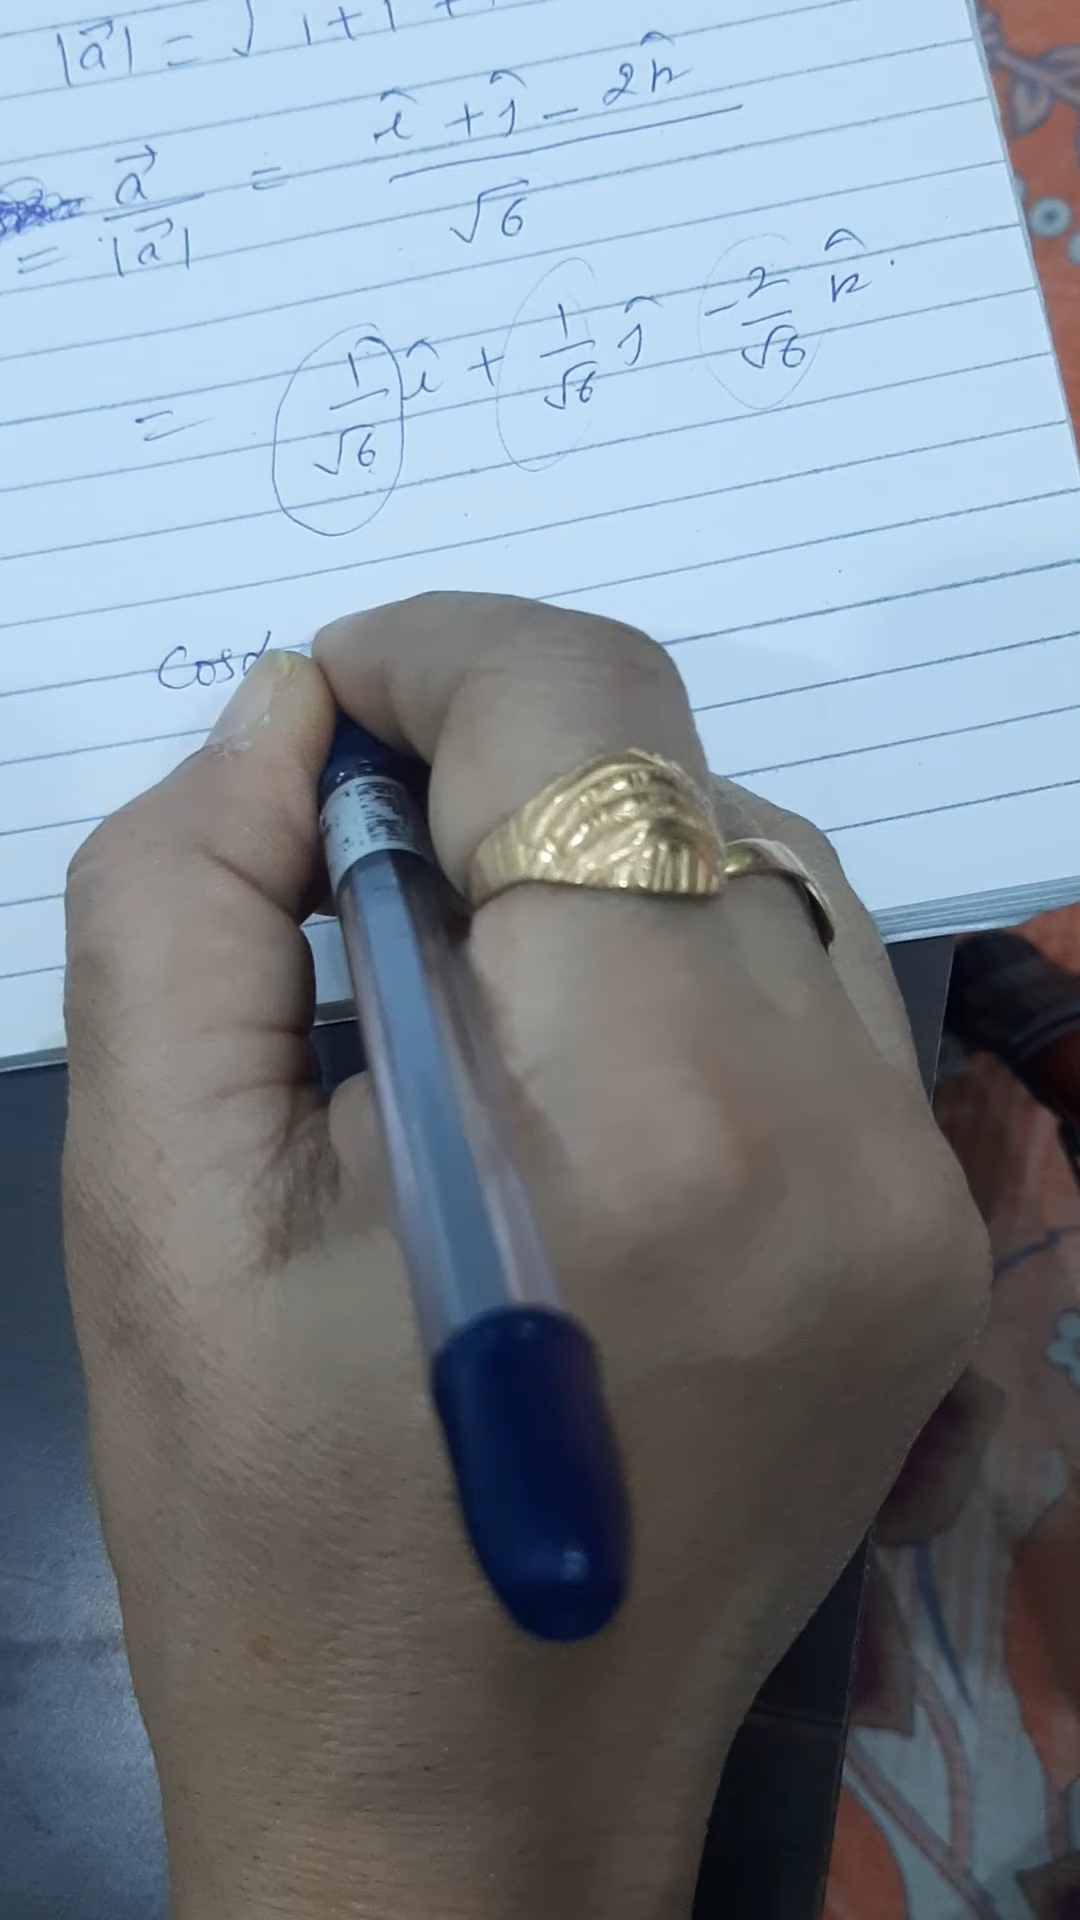 |a⃗| = √1+1+
= a⃗/|a⃗| = (î + ĵ - 2k̂)/√6
= 1/√6 î + 1/√6 ĵ - 2/√6 k̂.
Cosα